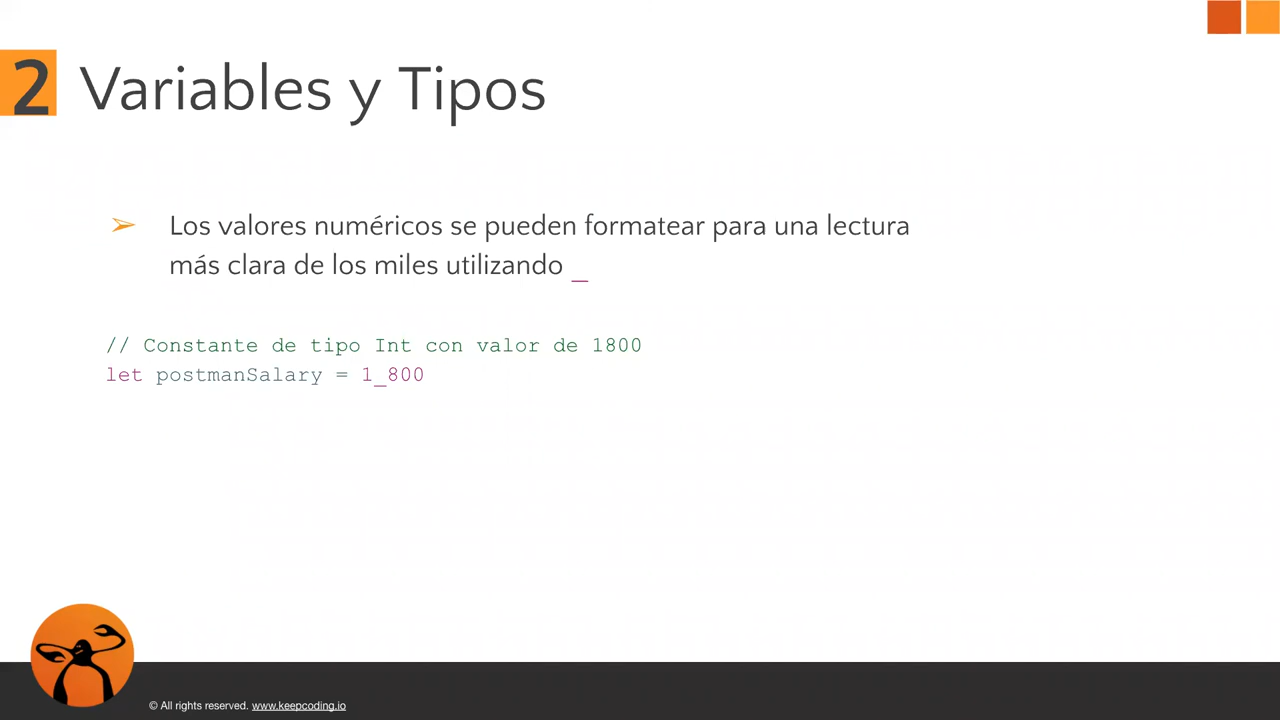 2 Variables y Tipos
➢ Los valores numéricos se pueden formatear para una lectura
más clara de los miles utilizando _
// Constante de tipo Int con valor de 1800
let postmanSalary = 1_800
© All rights reserved. www.keepcoding.io